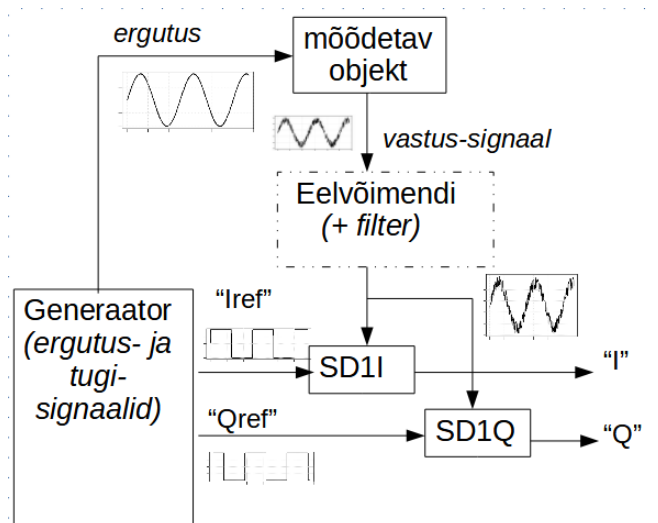 ergutus
mõõdetav
objekt
vastus-signaal
Eelvõimendi
(+ filter)
Generaator
(ergutus- ja
tugi-
signaalid)
“Iref”
SD1I
“I”
“Qref”
SD1Q
“Q”